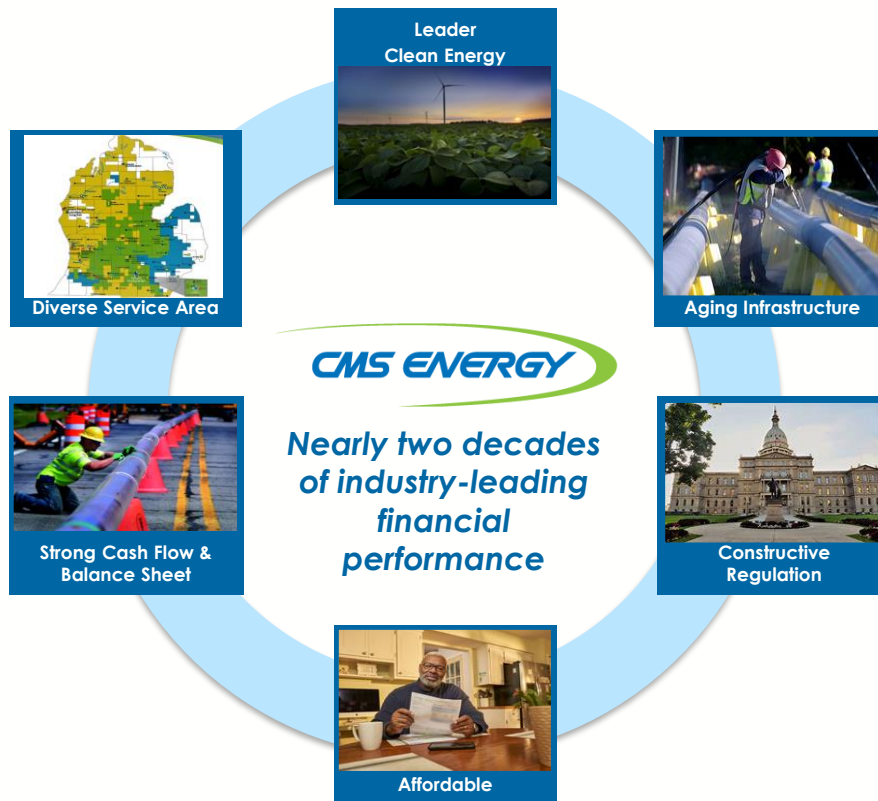 Leader
Clean Energy
Diverse Service Area
Aging Infrastructure
CMS ENERGY
Nearly two decades
of industry-leading
financial
performance
Strong Cash Flow &
Balance Sheet
Constructive
Regulation
Affordable